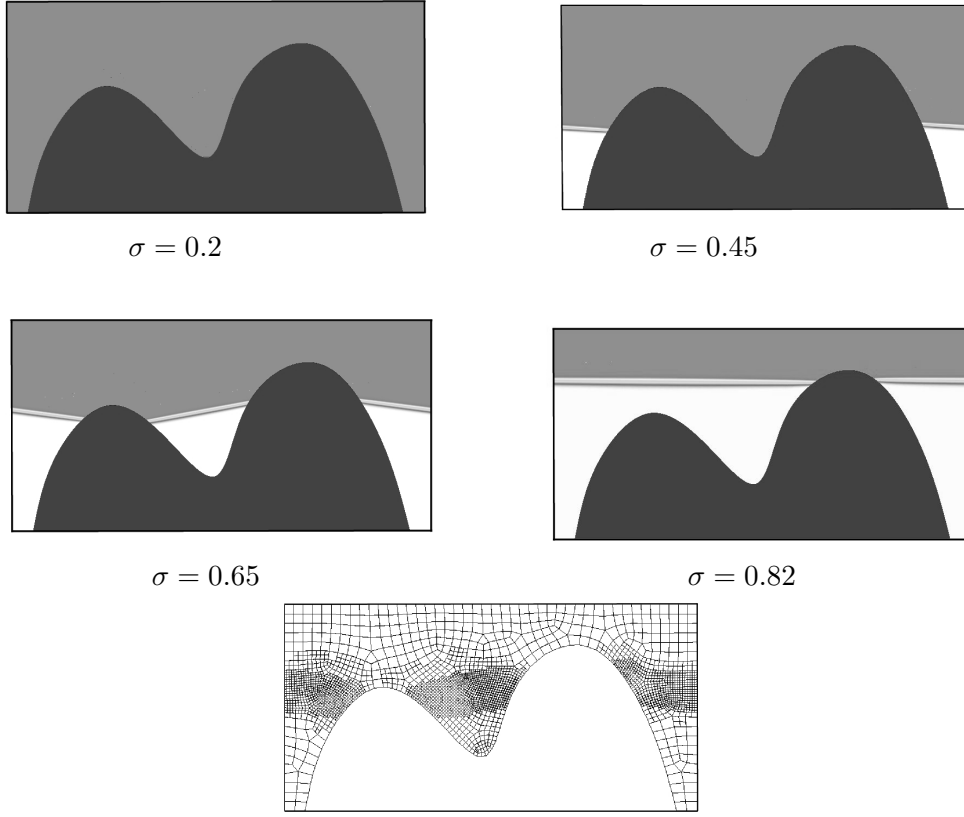 σ = 0.2
σ = 0.45
σ = 0.65
σ = 0.82